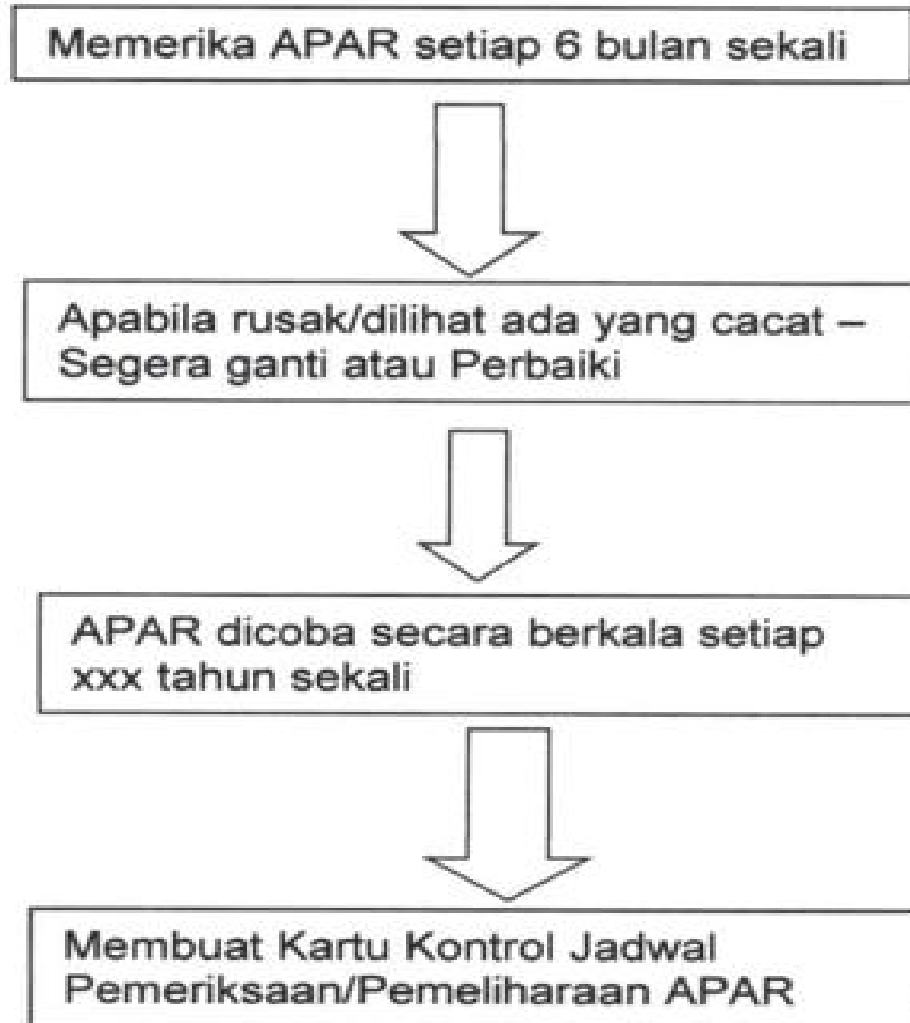 Memerika APAR setiap 6 bulan sekali
Apabila rusak/dilihat ada yang cacat –
Segera ganti atau Perbaiki
APAR dicoba secara berkala setiap
xxx tahun sekali
Membuat Kartu Kontrol Jadwal
Pemeriksaan/Pemeliharaan APAR